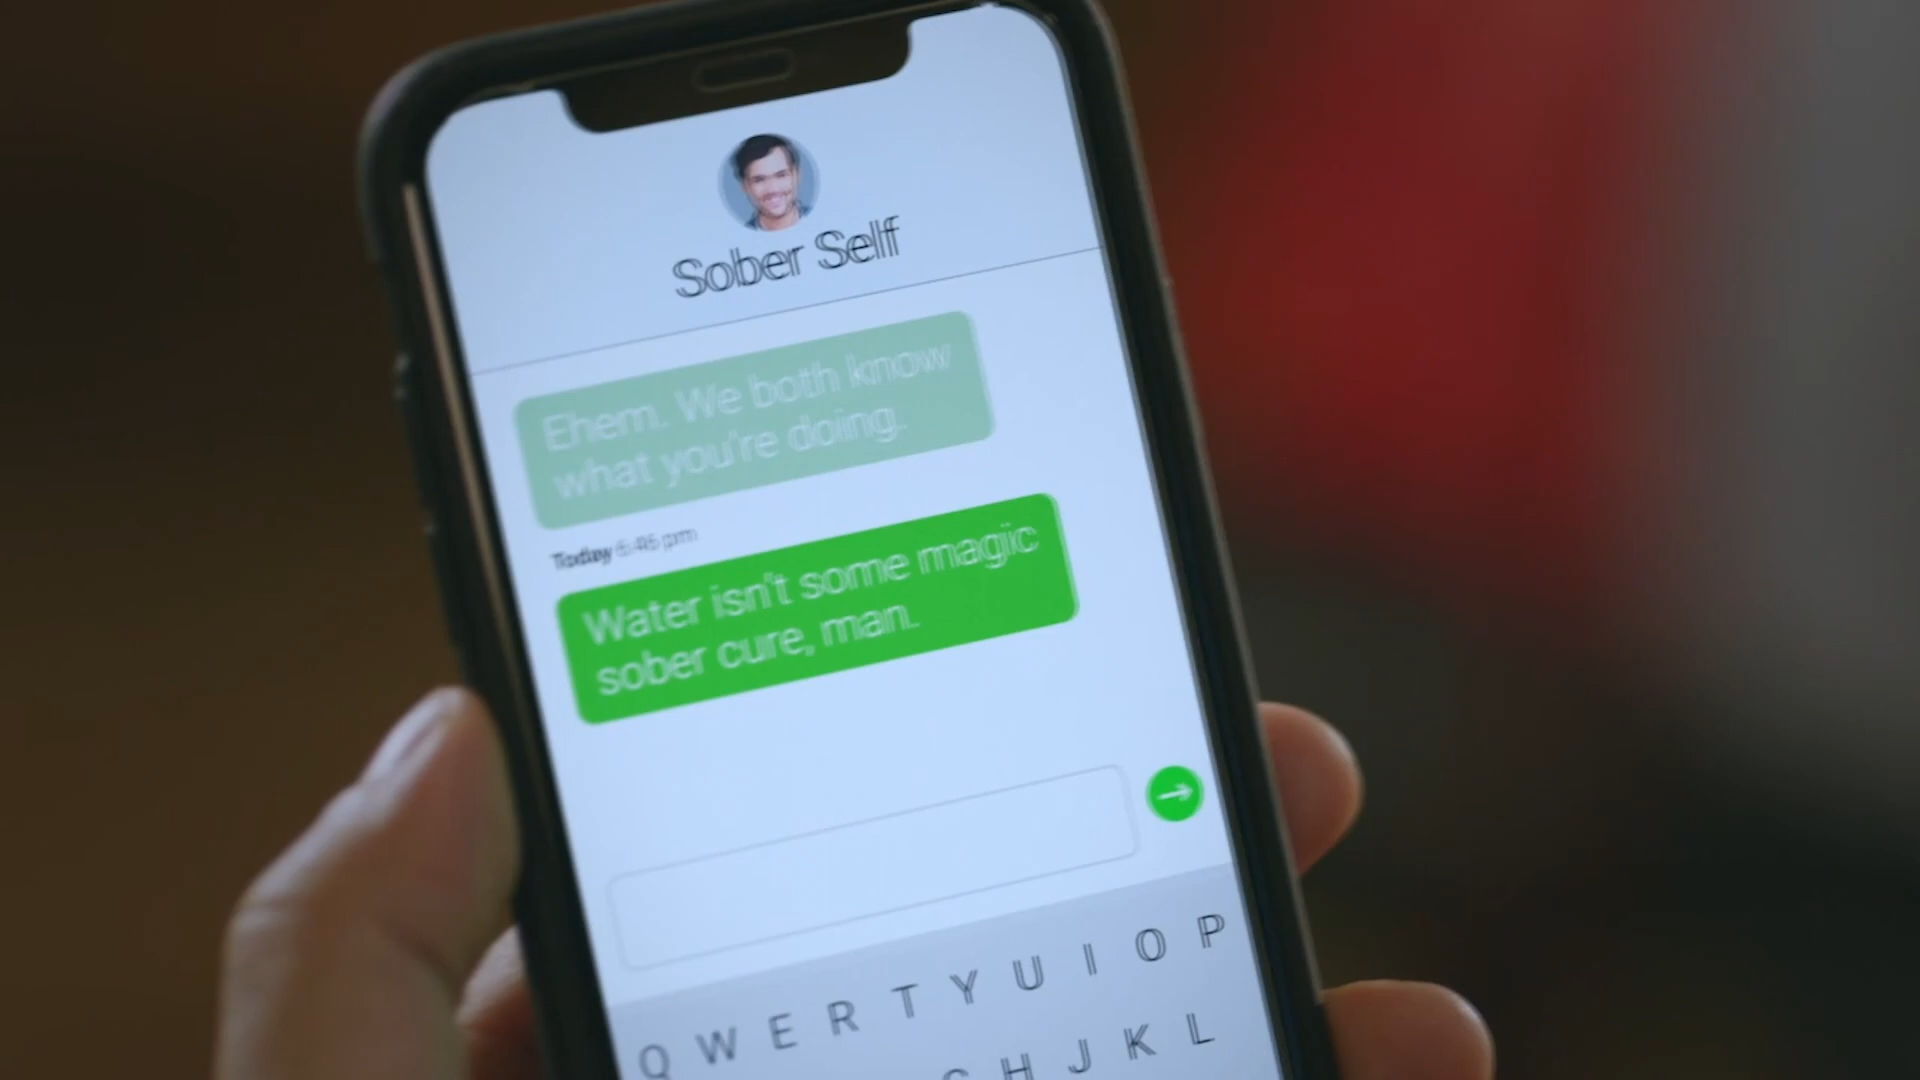 Sober Self
Ehem. We both know
what you're doing.
Today 6:45 pm
Water isn't some magic
sober cure, man.
Q W E R T Y U I O P
G H J K L